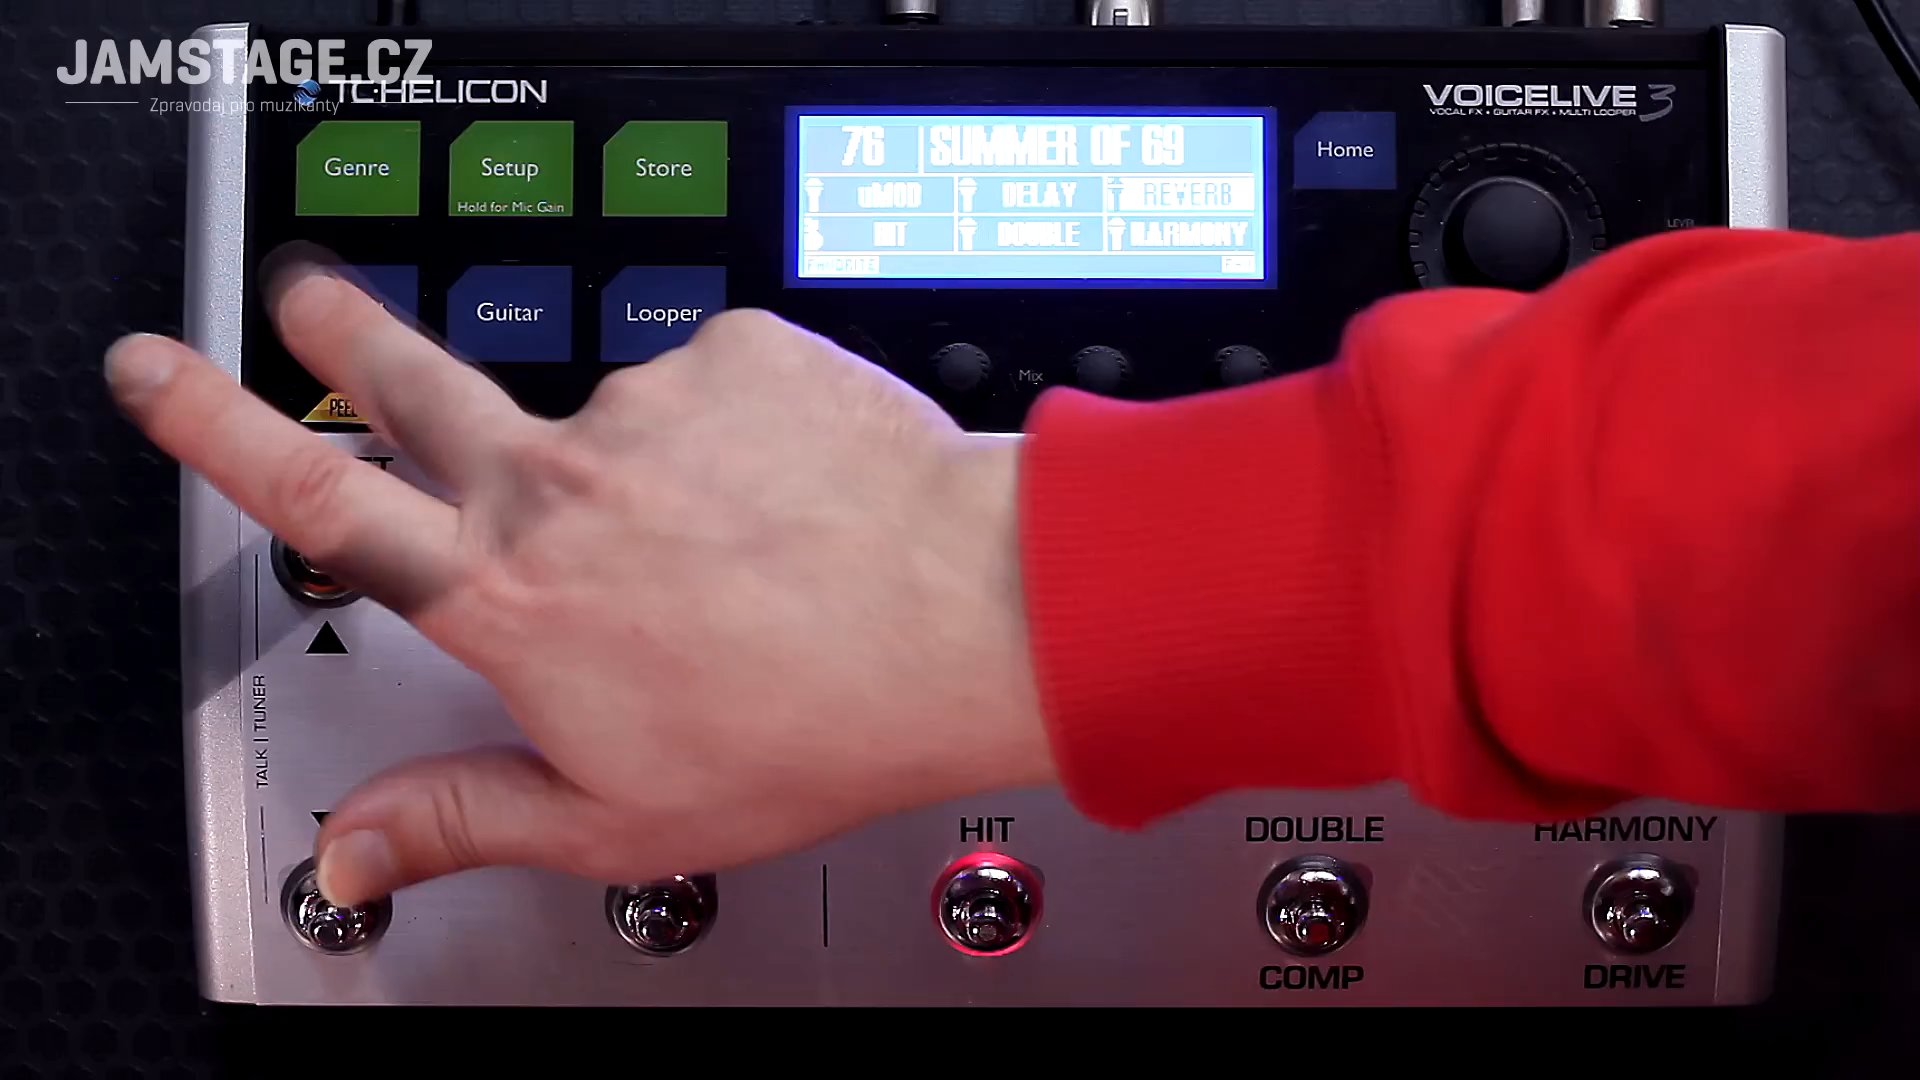 JAMSTAGE.CZ
Zpravodaj pro muzikanty
TC·HELICON
VOICELIVE 3
VOCAL FX • GUITAR FX • MULTI LOOPER
Genre
Setup
Hold for Mic Gain
Store
76 SUMMER OF 69
uMOD DELAY REVERB
HIT DOUBLE HARMONY
FAVORITE
Home
LEVEL
Guitar
Looper
Mix
TALK | TUNER
HIT
DOUBLE
HARMONY
COMP
DRIVE